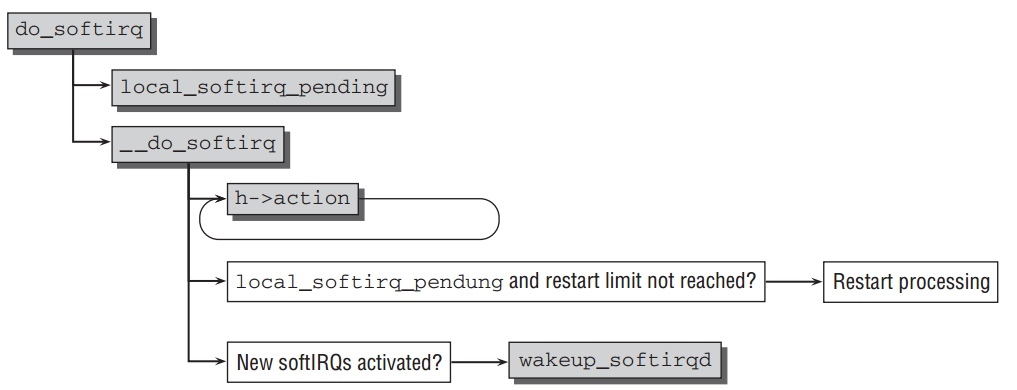 do_softirq
local_softirq_pending
__do_softirq
h->action
local_softirq_pendung and restart limit not reached?
Restart processing
New softIRQs activated?
wakeup_softirqd